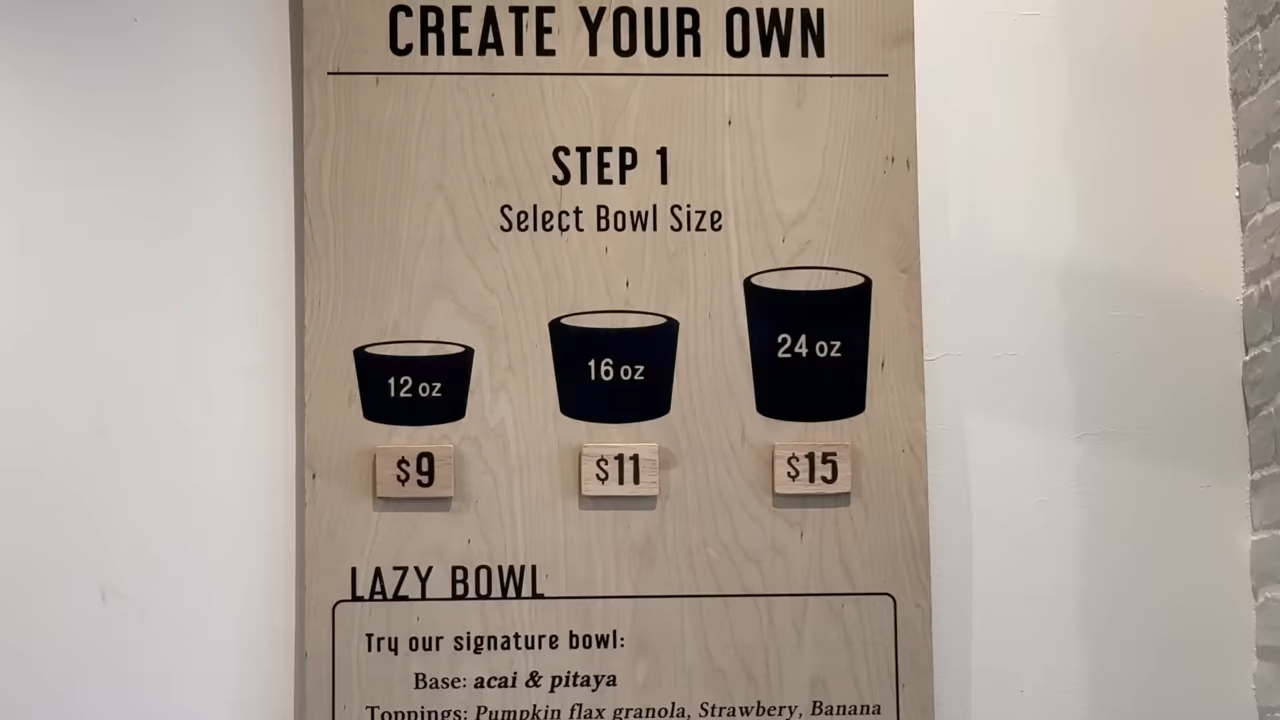 CREATE YOUR OWN
STEP 1
Select Bowl Size
12 oz
16 oz
24 oz
$9
$11
$15
LAZY BOWL
Try our signature bowl:
Base: acai & pitaya
Toppings: Pumpkin flax granola, Strawbery, Banana